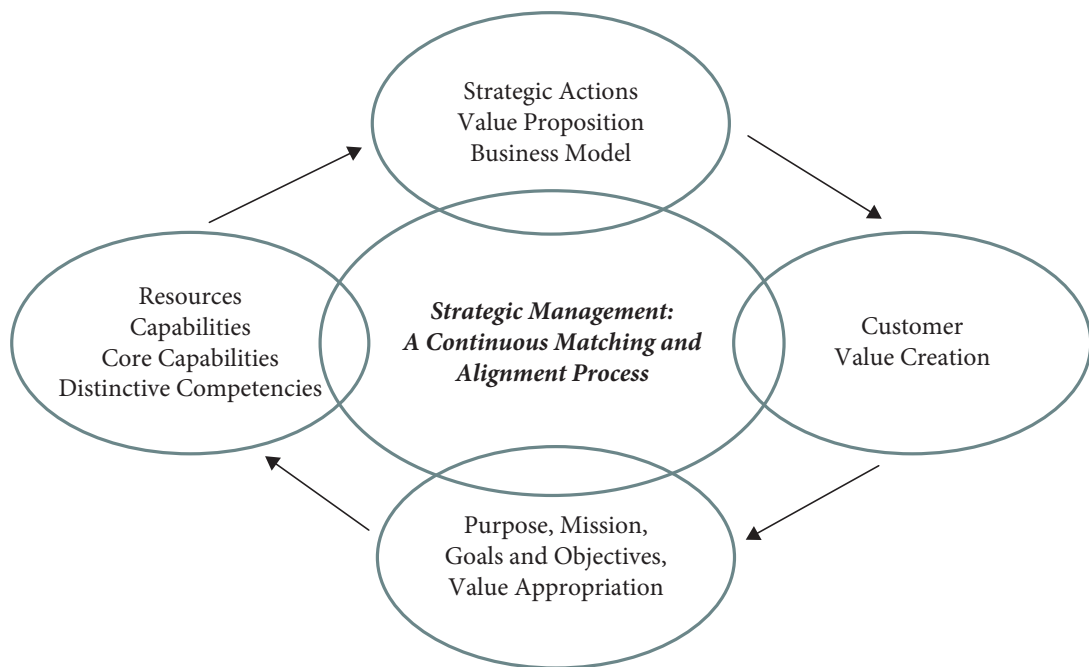 Strategic Actions
Value Proposition
Business Model
Resources
Capabilities
Core Capabilities
Distinctive Competencies
Strategic Management:
A Continuous Matching and
Alignment Process
Customer
Value Creation
Purpose, Mission,
Goals and Objectives,
Value Appropriation